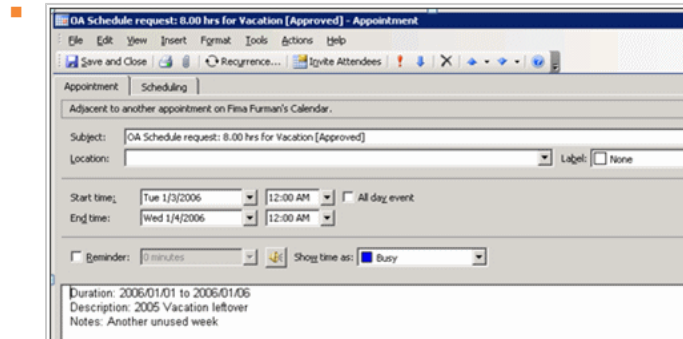 OA Schedule request: 8.00 hrs for Vacation [Approved] - Appointment
File Edit View Insert Format Tools Actions Help
Save and Close Recurrence... Invite Attendees
Appointment Scheduling
Adjacent to another appointment on Fima Furman's Calendar.
Subject: OA Schedule request: 8.00 hrs for Vacation [Approved]
Location: Label: None
Start time: Tue 1/3/2006 12:00 AM All day event
End time: Wed 1/4/2006 12:00 AM
Reminder: 0 minutes Show time as: Busy
Duration: 2006/01/01 to 2006/01/06
Description: 2005 Vacation leftover
Notes: Another unused week